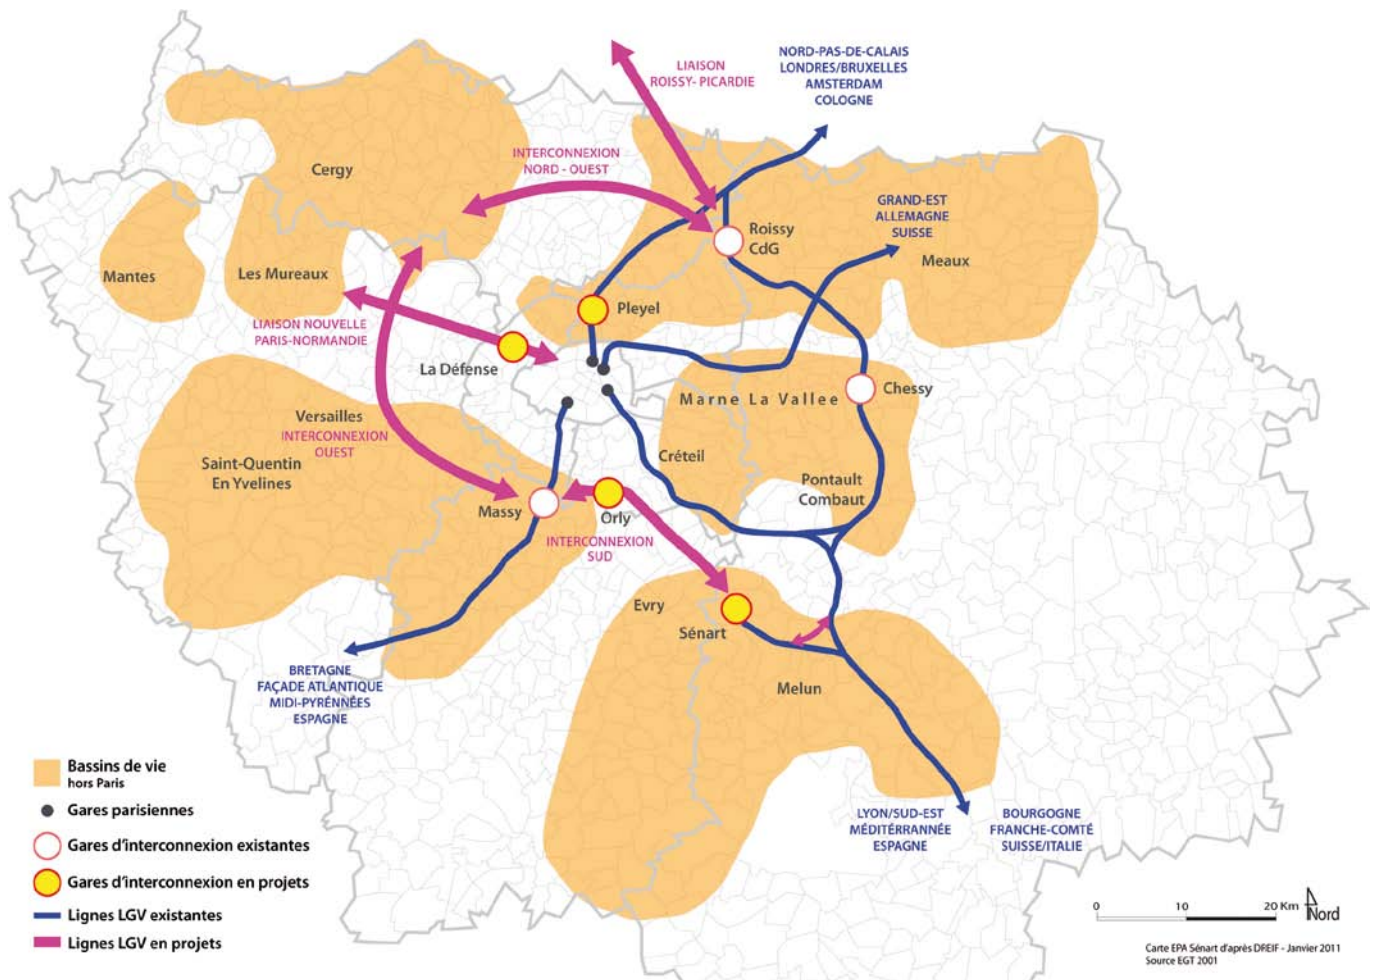 LIAISON
ROISSY- PICARDIE
NORD-PAS-DE-CALAIS
LONDRES/BRUXELLES
AMSTERDAM
COLOGNE
INTERCONNEXION
NORD - OUEST
Cergy
GRAND-EST
ALLEMAGNE
SUISSE
Roissy
CdG
Meaux
Mantes
Les Mureaux
Pleyel
LIAISON NOUVELLE
PARIS-NORMANDIE
La Défense
Chessy
Marne La Vallee
Versailles
INTERCONNEXION
OUEST
Saint-Quentin
En Yvelines
Créteil
Pontault
Combaut
Massy
Orly
INTERCONNEXION
SUD
Evry
Sénart
Melun
BRETAGNE
FAÇADE ATLANTIQUE
MIDI-PYRÉNNÉES
ESPAGNE
LYON/SUD-EST
MÉDITÉRRANNÉE
ESPAGNE
BOURGOGNE
FRANCHE-COMTÉ
SUISSE/ITALIE
Bassins de vie
hors Paris
Gares parisiennes
Gares d'interconnexion existantes
Gares d'interconnexion en projets
Lignes LGV existantes
Lignes LGV en projets
0 10 20 Km
Nord
Carte EPA Sénart d'après DREIF - Janvier 2011
Source EGT 2001